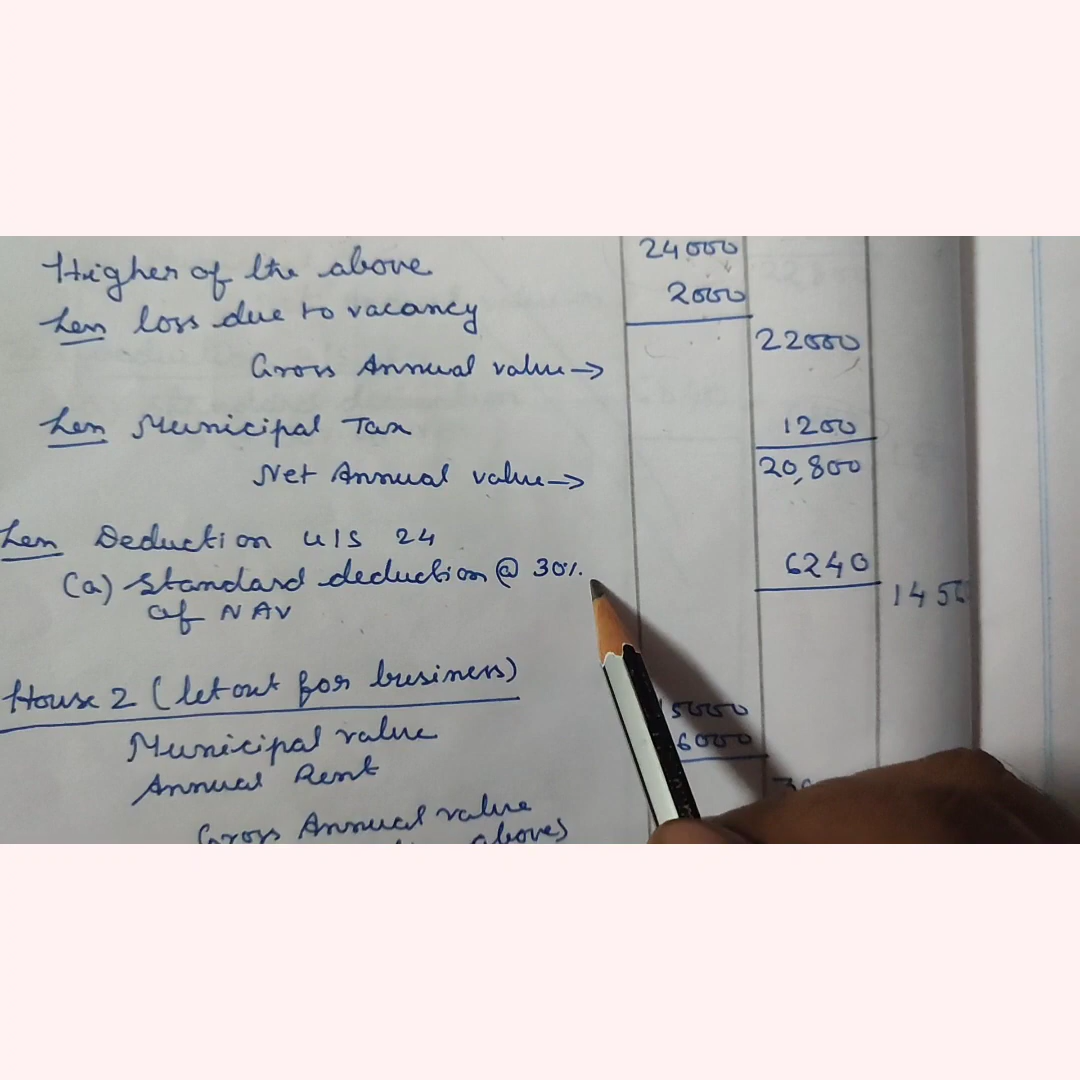 Higher of the above 24000
Less loss due to vacancy 2000
22000
Gross Annual value →
Less Municipal Tax 1200
Net Annual value → 20,800
Less Deduction U/S 24
(a) Standard deduction @ 30% 6240
of NAV
House 2 (let out for business)
Municipal value
Annual Rent
Gross Annual value
above)